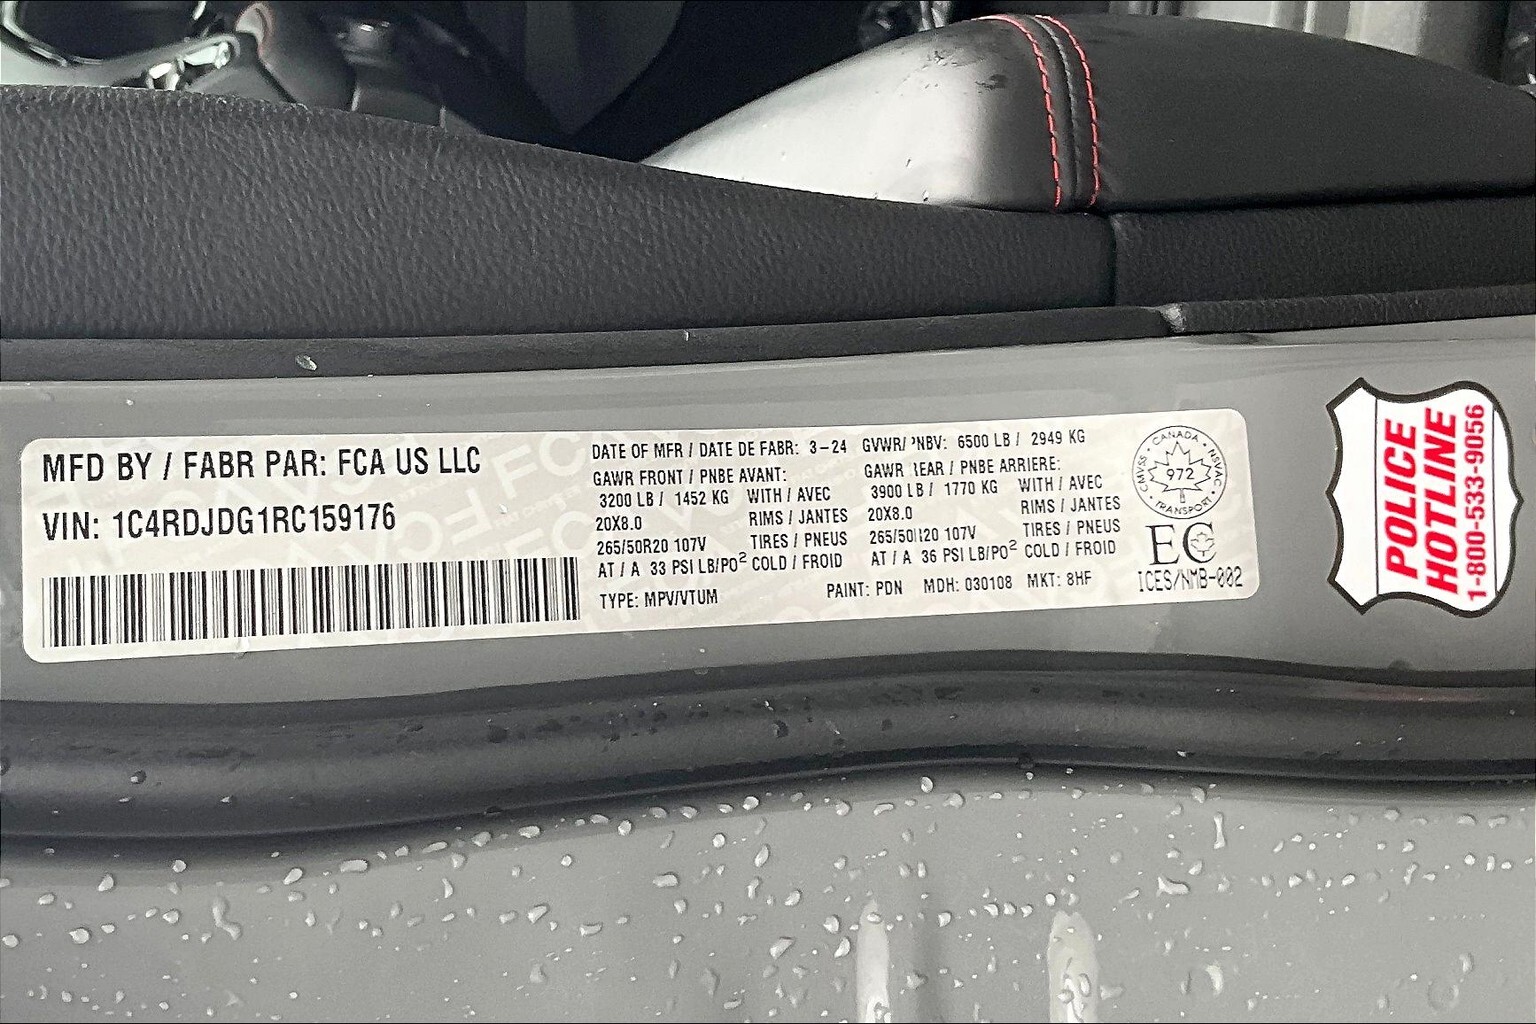 MFD BY / FABR PAR: FCA US LLC
VIN: 1C4RDJDG1RC159176
DATE OF MFR / DATE DE FABR: 3-24 GVWR/ PNBV: 6500 LB / 2949 KG
GAWR FRONT / PNBE AVANT:
3200 LB / 1452 KG WITH / AVEC
20X8.0 RIMS / JANTES
265/50R20 107V TIRES / PNEUS
AT / A 33 PSI LB/PO² COLD / FROID
TYPE: MPV/VTUM
GAWR REAR / PNBE ARRIERE:
3900 LB / 1770 KG WITH / AVEC
20X8.0 RIMS / JANTES
265/50R20 107V TIRES / PNEUS
AT / A 36 PSI LB/PO² COLD / FROID
PAINT: PDN MDH: 030108 MKT: 8HF
CANADA
CMVSS 972 NSVAC
TRANSPORT
EC
ICES/NMB-002
POLICE
HOTLINE
1-800-533-9056